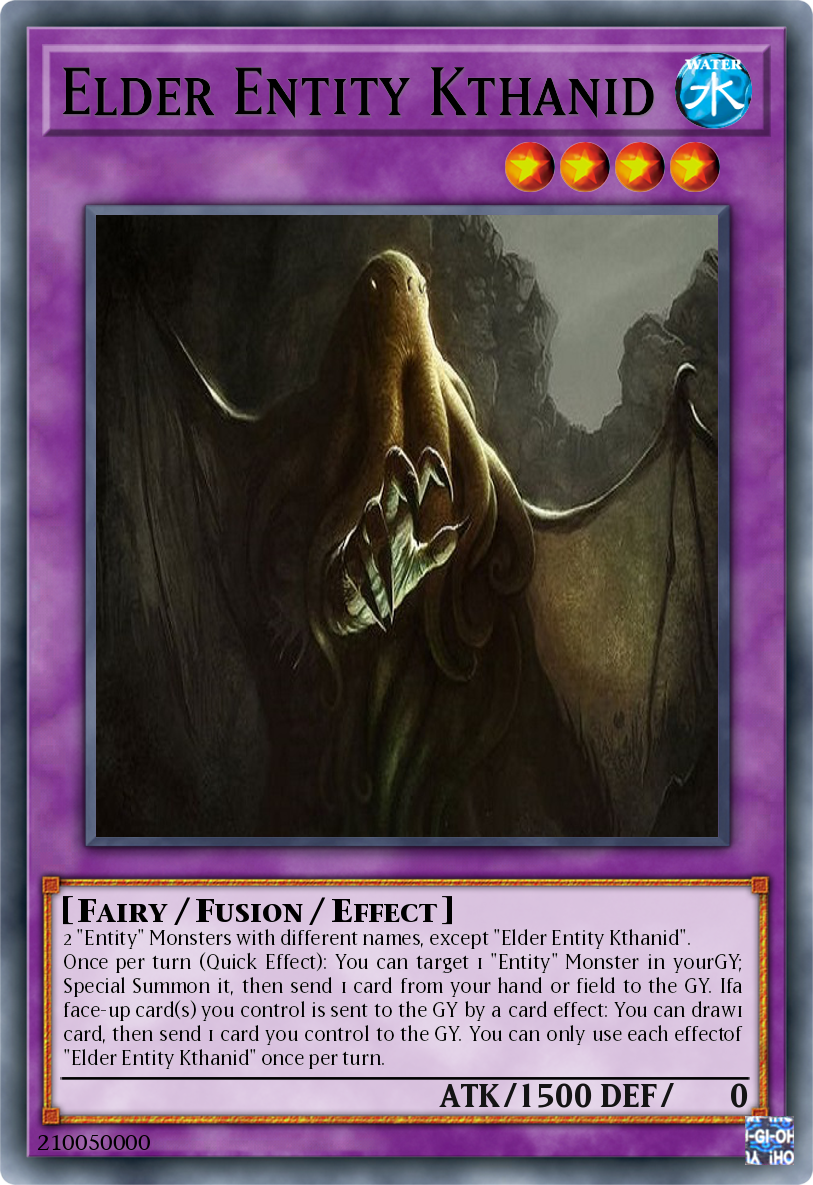 Elder Entity Kthanid
WATER
水
[ Fairy / Fusion / Effect ]
2 "Entity" Monsters with different names, except "Elder Entity Kthanid".
Once per turn (Quick Effect): You can target 1 "Entity" Monster in yourGY;
Special Summon it, then send 1 card from your hand or field to the GY. Ifa
face-up card(s) you control is sent to the GY by a card effect: You can draw1
card, then send 1 card you control to the GY. You can only use each effectof
"Elder Entity Kthanid" once per turn.
ATK/1500 DEF/ 0
210050000